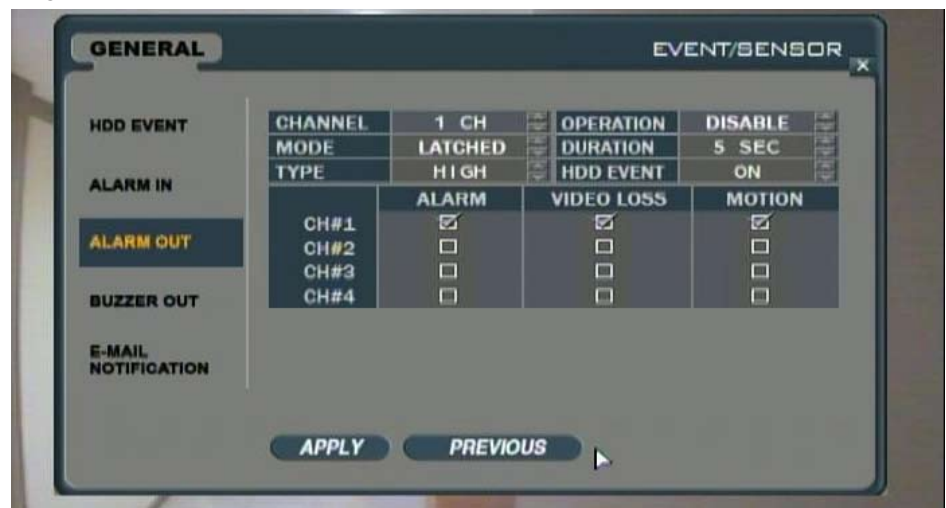 GENERAL
EVENT/SENSOR
HDD EVENT
ALARM IN
ALARM OUT
BUZZER OUT
E-MAIL
NOTIFICATION
CHANNEL 1 CH OPERATION DISABLE
MODE LATCHED DURATION 5 SEC
TYPE HIGH HDD EVENT ON
ALARM VIDEO LOSS MOTION
CH#1
CH#2
CH#3
CH#4
APPLY PREVIOUS